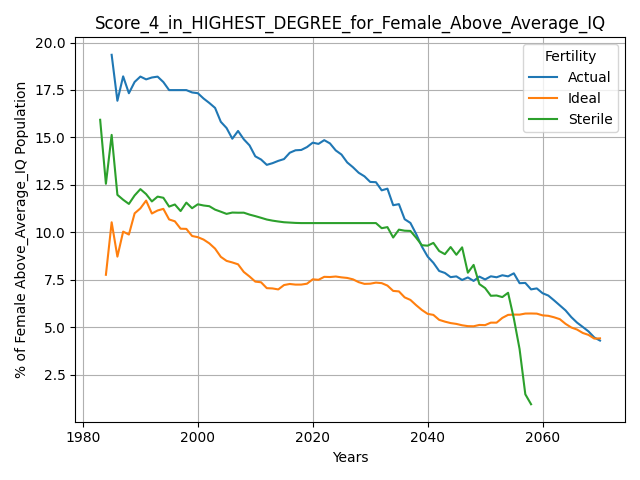 Score_4_in_HIGHEST_DEGREE_for_Female_Above_Average_IQ
% of Female Above_Average_IQ Population
20.0
17.5
15.0
12.5
10.0
7.5
5.0
2.5
Fertility
Actual
Ideal
Sterile
1980 2000 2020 2040 2060
Years